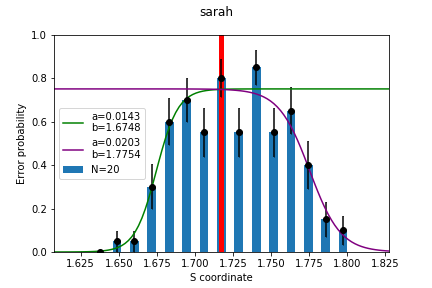 sarah
Error probability
1.0
0.8
0.6
0.4
0.2
0.0
a=0.0143
b=1.6748
a=0.0203
b=1.7754
N=20
1.625 1.650 1.675 1.700 1.725 1.750 1.775 1.800 1.825
S coordinate